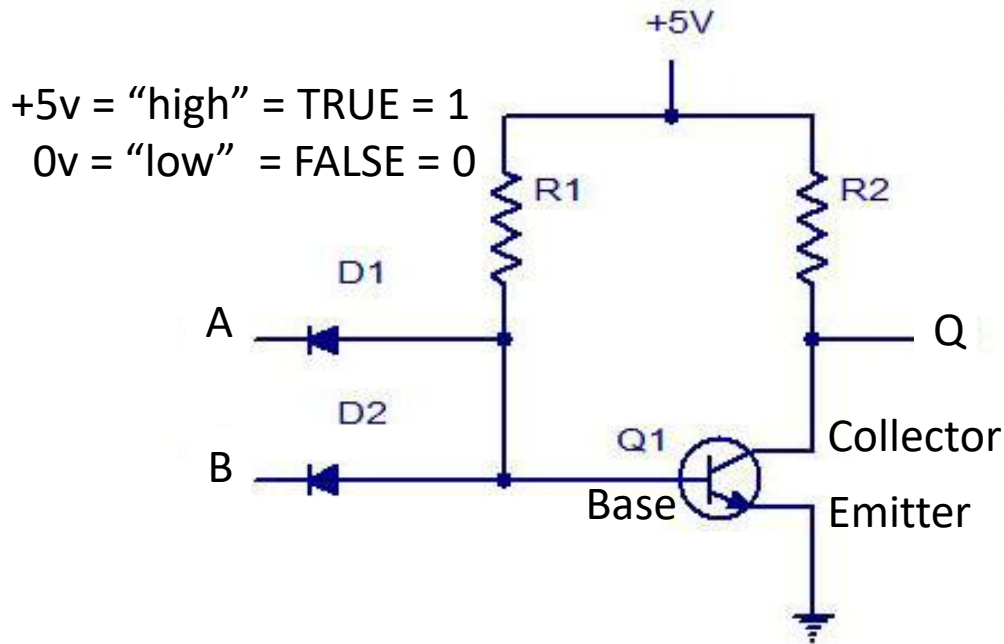 +5V
+5v = “high” = TRUE = 1
0v = “low” = FALSE = 0
R1
R2
D1
A
Q
D2
Q1
Collector
B
Base
Emitter